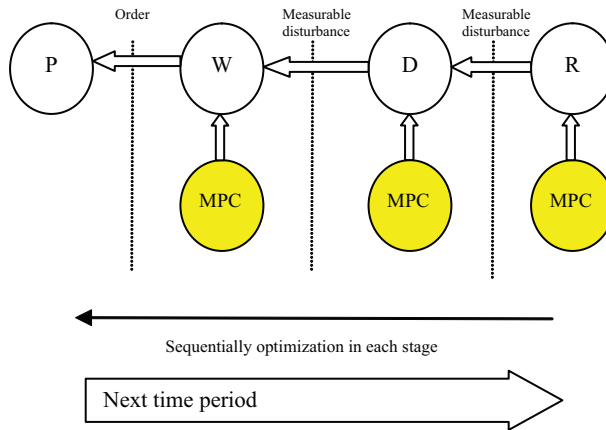 Order
Measurable
disturbance
Measurable
disturbance
P
W
D
R
MPC
MPC
MPC
Sequentially optimization in each stage
Next time period